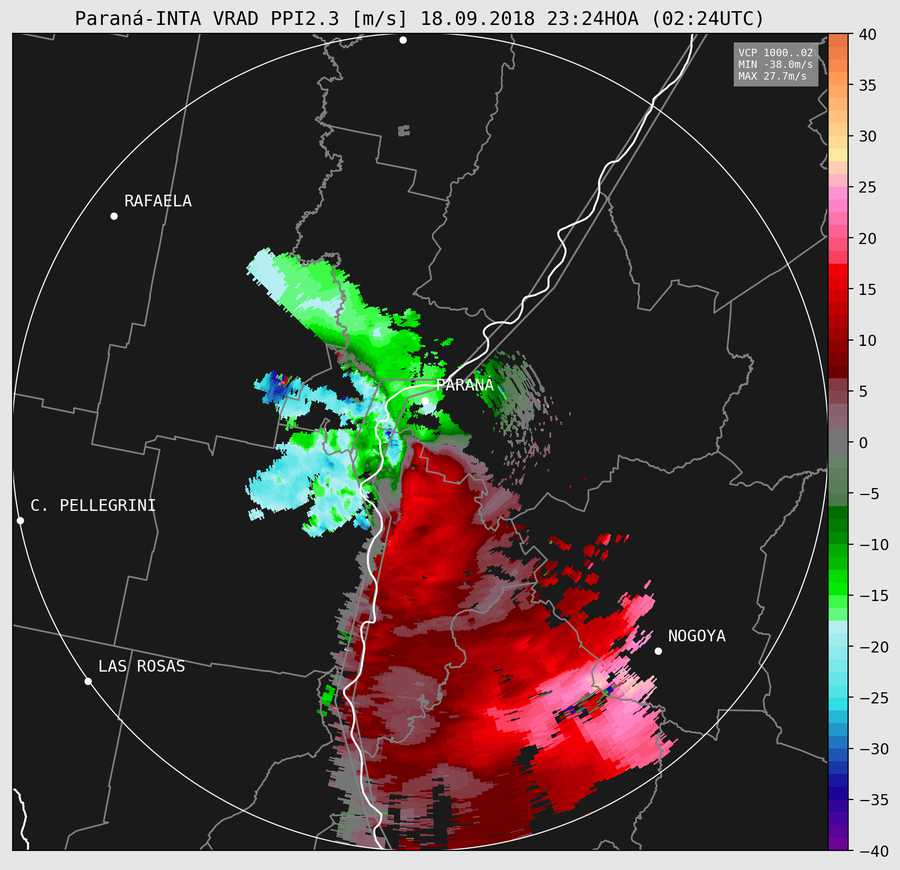 Paraná-INTA VRAD PPI2.3 [m/s] 18.09.2018 23:24HOA (02:24UTC)
VCP 1000..02
MIN -38.0m/s
MAX 27.7m/s
RAFAELA
PARANÁ
C. PELLEGRINI
NOGOYA
LAS ROSAS
40
35
30
25
20
15
10
5
0
−5
−10
−15
−20
−25
−30
−35
−40